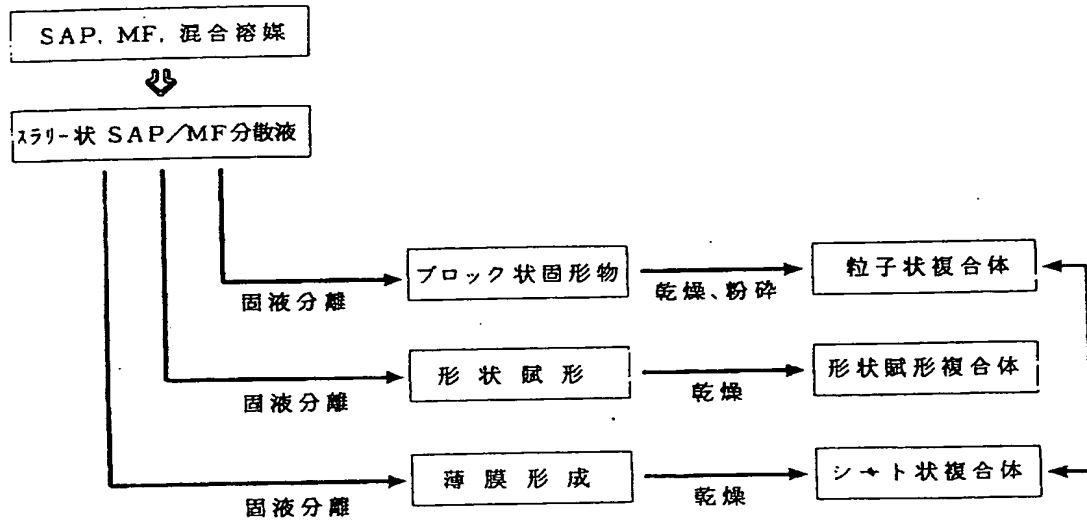 SAP, MF, 混合溶媒
スラリー状 SAP/MF分散液
ブロック状固形物
粒子状複合体
固液分離
乾燥、粉砕
形状賦形
形状賦形複合体
固液分離
乾燥
薄膜形成
シート状複合体
固液分離
乾燥